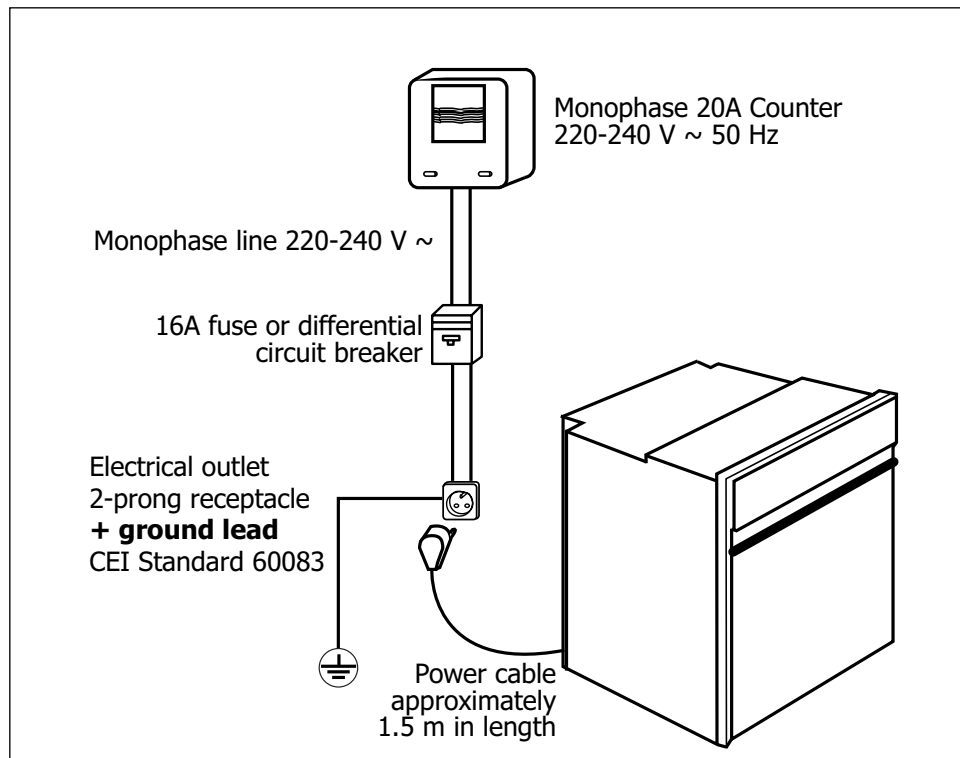 Monophase 20A Counter
220-240 V ~ 50 Hz
Monophase line 220-240 V ~
16A fuse or differential
circuit breaker
Electrical outlet
2-prong receptacle
+ ground lead
CEI Standard 60083
Power cable
approximately
1.5 m in length